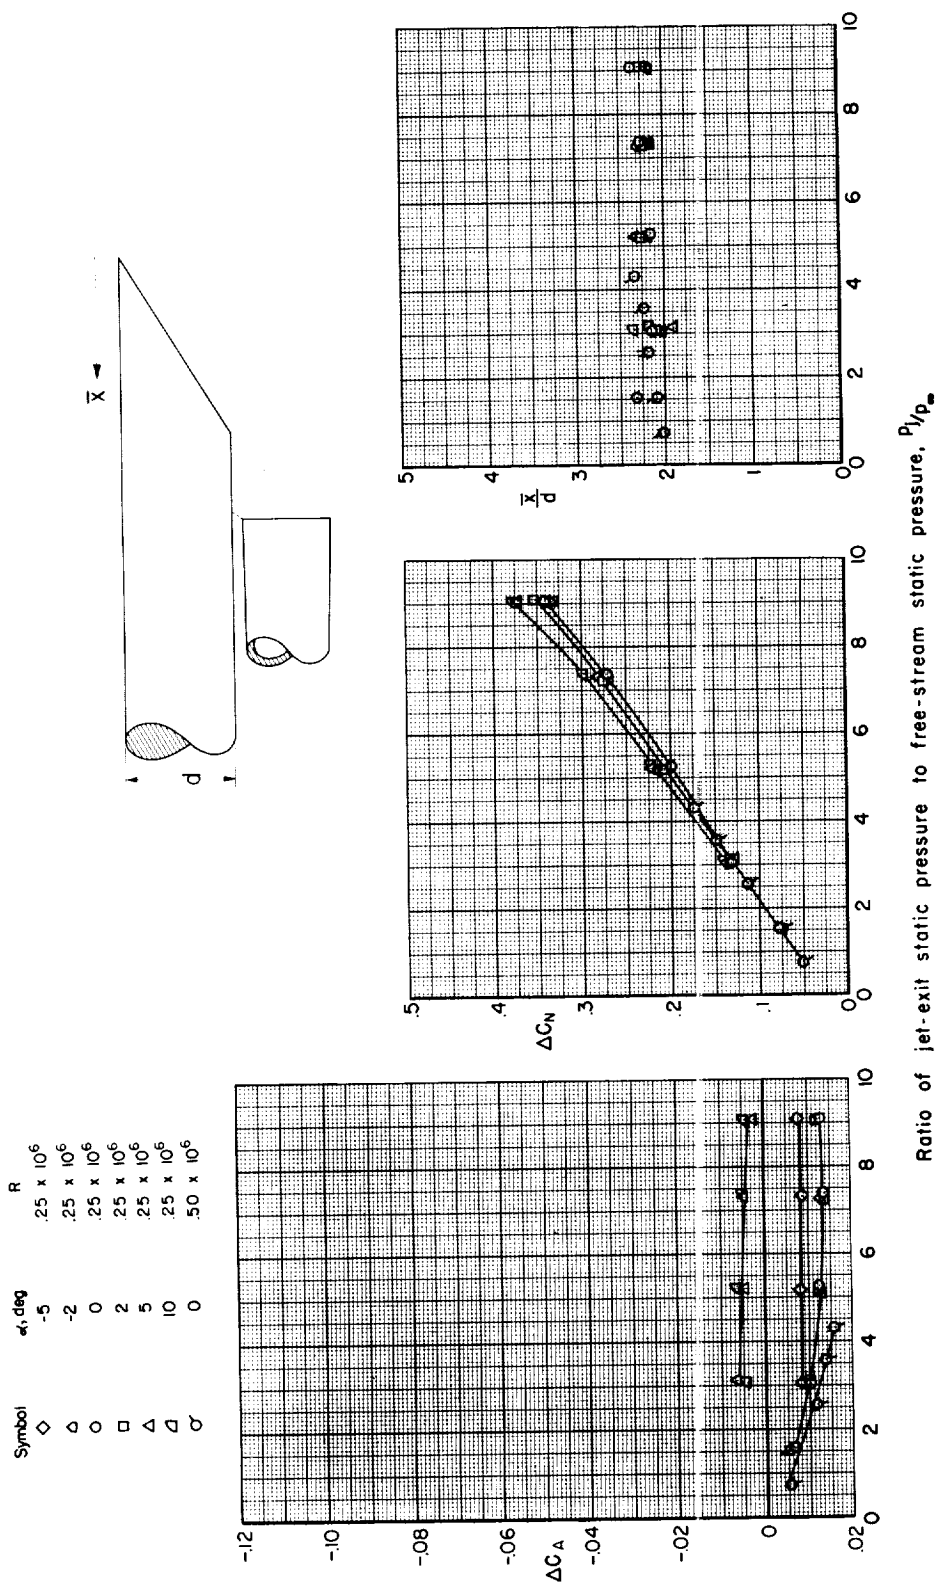 Symbol α, deg R
-5 .25 x 10⁶
-2 .25 x 10⁶
0 .25 x 10⁶
2 .25 x 10⁶
5 .25 x 10⁶
10 .25 x 10⁶
0 .50 x 10⁶
d
x̄
-.12
-.10
-.08
-.06
ΔC_A
-.04
-.02
0
.02
0 2 4 6 8 10
.5
.4
ΔC_N
.3
.2
.1
0
0 2 4 6 8 10
5
4
x̄/d
3
2
1
0
0 2 4 6 8 10
Ratio of jet-exit static pressure to free-stream static pressure, p_j/p_∞